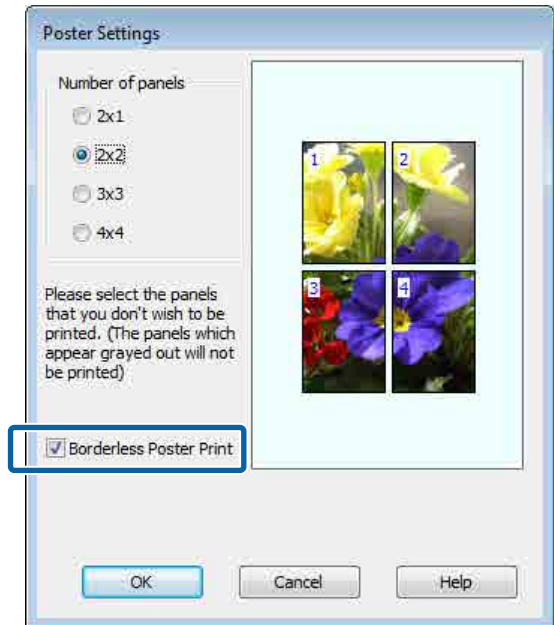 Poster Settings
Number of panels
2x1
2x2
3x3
4x4
1
2
3
4
Please select the panels
that you don't wish to be
printed. (The panels which
appear grayed out will not
be printed)
Borderless Poster Print
OK
Cancel
Help